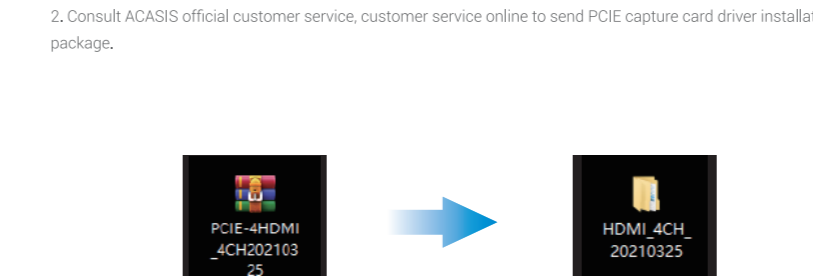 2. Consult ACASIS official customer service, customer service online to send PCIE capture card driver
package.
PCIE-4HDMI
_4CH202103
25
HDMI_4CH_
20210325